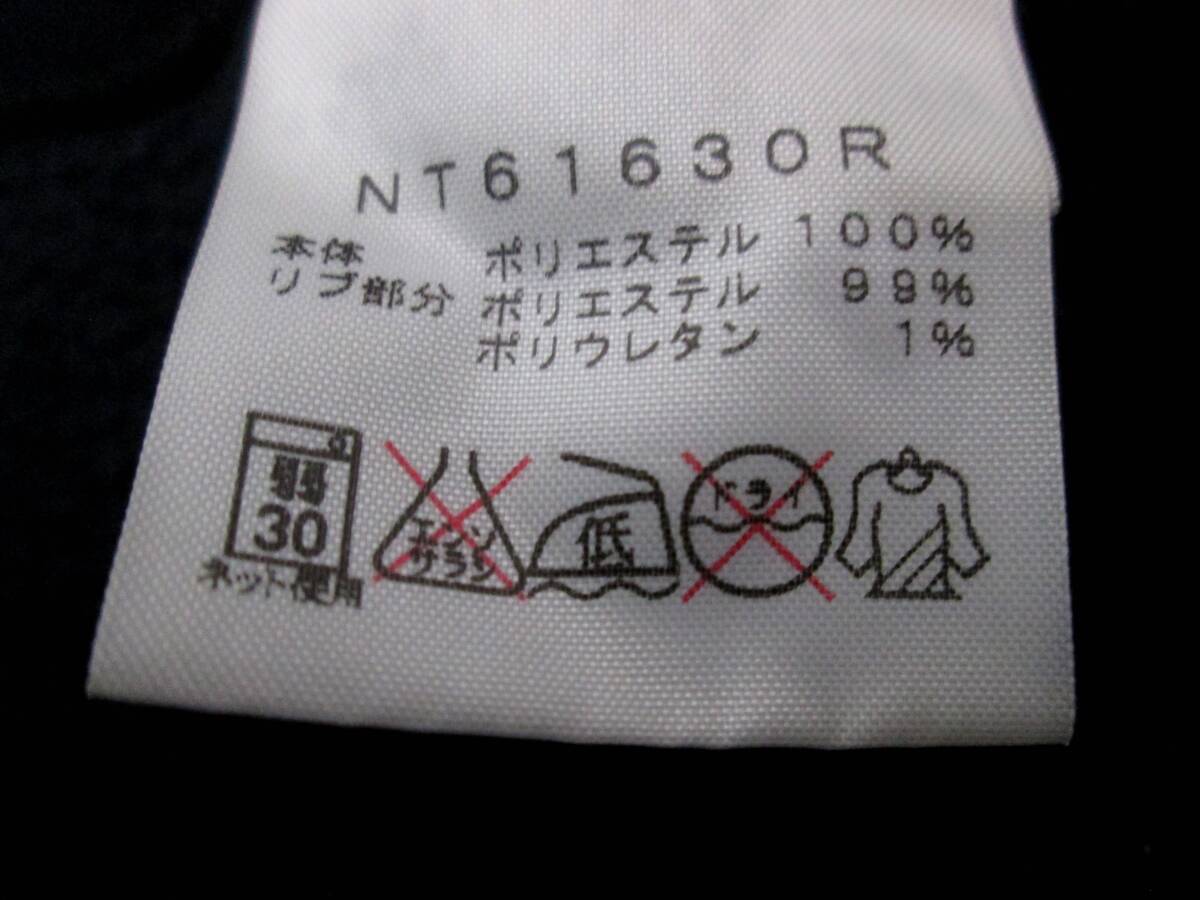 NT61630R
本体 ポリエステル 100%
リブ部分 ポリエステル 99%
ポリウレタン 1%
弱
30
ネット使用
エンソ
サラシ
低
ドライ